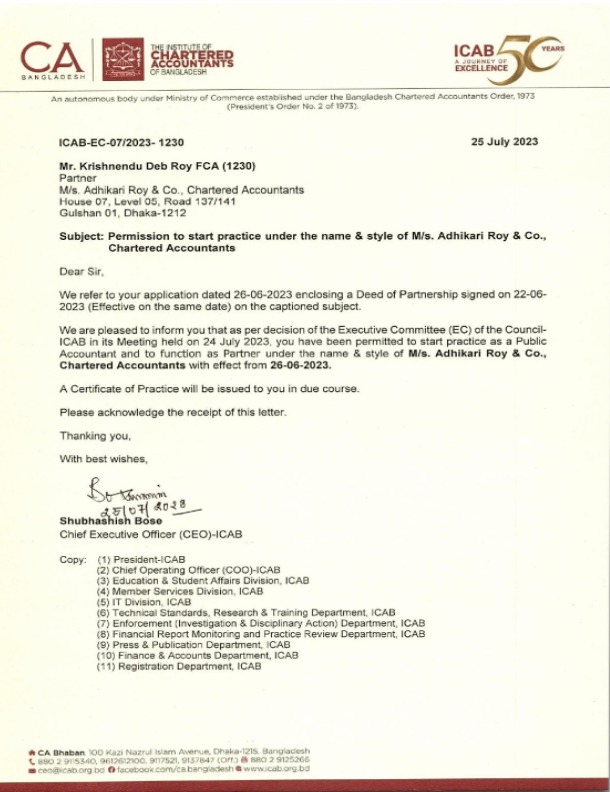 CA
BANGLADESH
THE INSTITUTE OF
CHARTERED
ACCOUNTANTS
OF BANGLADESH
ICAB 50 YEARS
A JOURNEY OF
EXCELLENCE
An autonomous body under Ministry of Commerce established under the Bangladesh Chartered Accountants Order, 1973
(President's Order No. 2 of 1973).
ICAB-EC-07/2023- 1230 25 July 2023
Mr. Krishnendu Deb Roy FCA (1230)
Partner
M/s. Adhikari Roy & Co., Chartered Accountants
House 07, Level 05, Road 137/141
Gulshan 01, Dhaka-1212
Subject: Permission to start practice under the name & style of M/s. Adhikari Roy & Co.,
Chartered Accountants
Dear Sir,
We refer to your application dated 26-06-2023 enclosing a Deed of Partnership signed on 22-06-
2023 (Effective on the same date) on the captioned subject.
We are pleased to inform you that as per decision of the Executive Committee (EC) of the Council-
ICAB in its Meeting held on 24 July 2023, you have been permitted to start practice as a Public
Accountant and to function as Partner under the name & style of M/s. Adhikari Roy & Co.,
Chartered Accountants with effect from 26-06-2023.
A Certificate of Practice will be issued to you in due course.
Please acknowledge the receipt of this letter.
Thanking you,
With best wishes,
25/07/2023
Shubhashish Bose
Chief Executive Officer (CEO)-ICAB
Copy: (1) President-ICAB
(2) Chief Operating Officer (COO)-ICAB
(3) Education & Student Affairs Division, ICAB
(4) Member Services Division, ICAB
(5) IT Division, ICAB
(6) Technical Standards, Research & Training Department, ICAB
(7) Enforcement (Investigation & Disciplinary Action) Department, ICAB
(8) Financial Report Monitoring and Practice Review Department, ICAB
(9) Press & Publication Department, ICAB
(10) Finance & Accounts Department, ICAB
(11) Registration Department, ICAB
CA Bhaban, 100 Kazi Nazrul Islam Avenue, Dhaka-1215, Bangladesh
880 2 9115340, 9612612100, 9117521, 9137847 (Off.) 880 2 9125266
ceo@icab.org.bd facebook.com/ca.bangladesh www.icab.org.bd